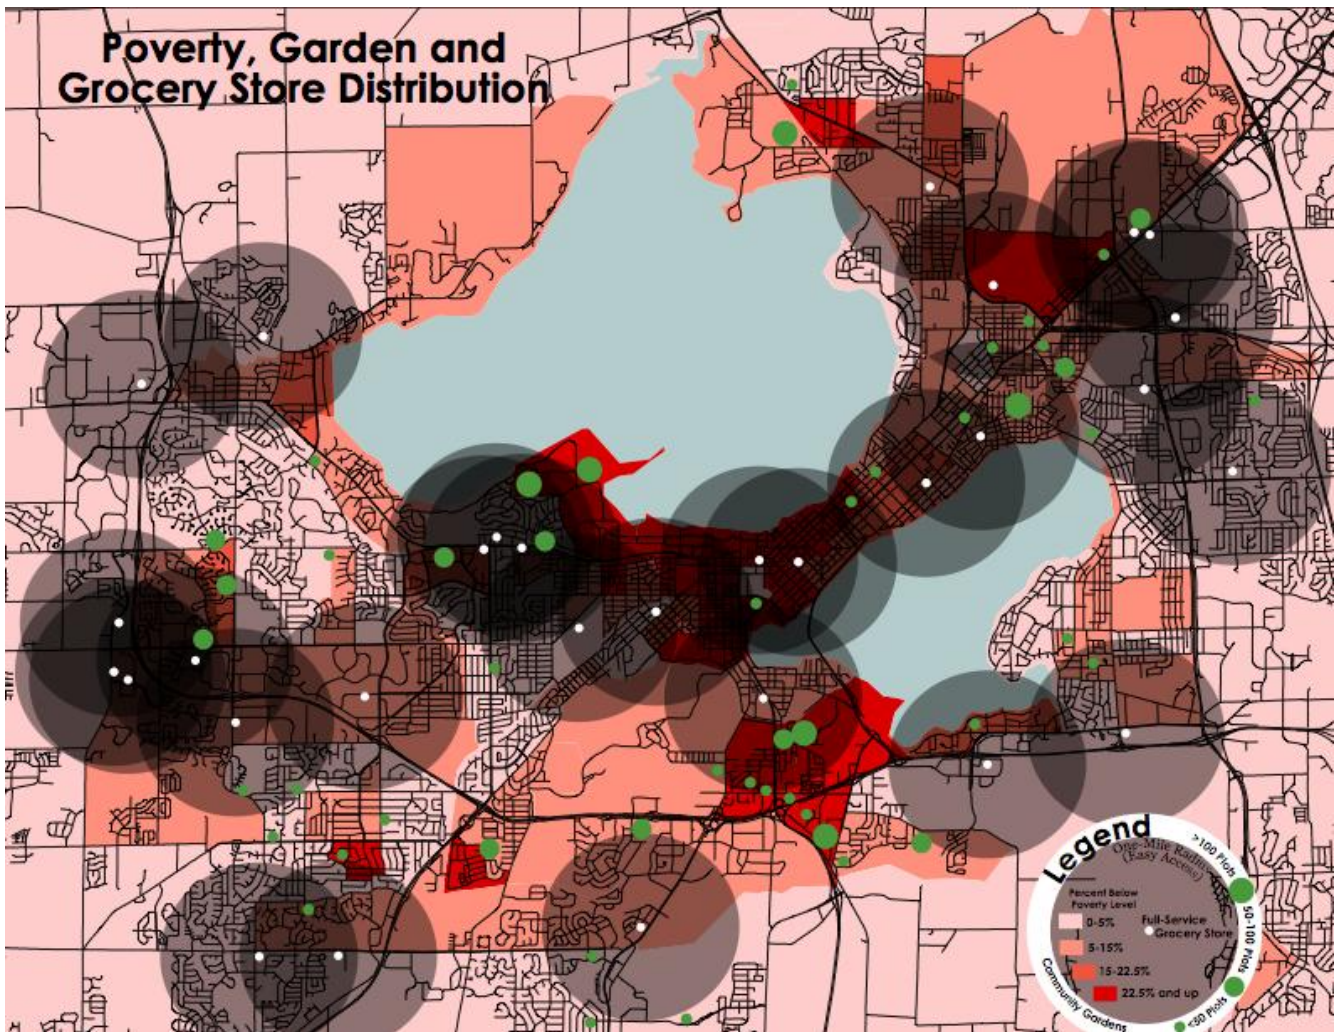 Poverty, Garden and
Grocery Store Distribution
Legend
One-Mile Radius
(Easy Access)
Percent Below
Poverty Level
0-5%
5-15%
15-22.5%
22.5% and up
Full-Service
Grocery Store
>100 Plots
50-100 Plots
<50 Plots
Community Gardens